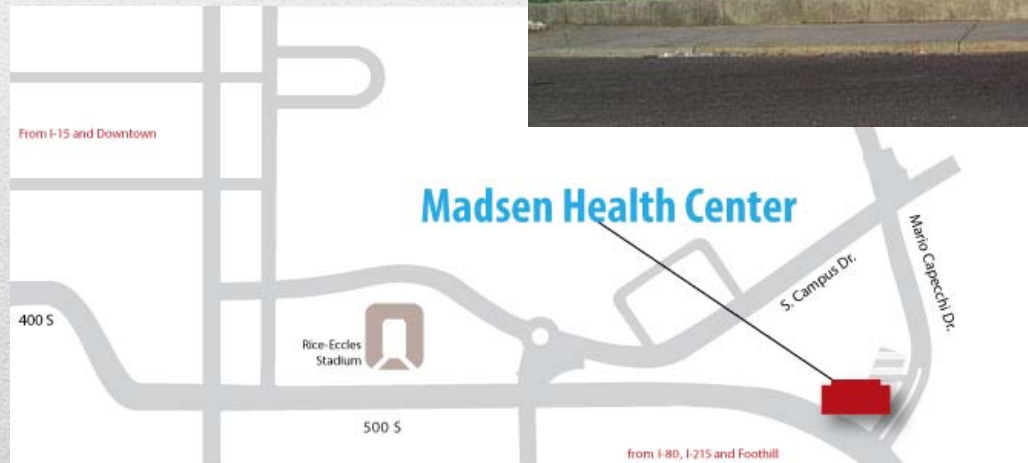 From I-15 and Downtown
Madsen Health Center
Mario Capecchi Dr.
S. Campus Dr.
400 S
Rice-Eccles
Stadium
500 S
from I-80, I-215 and Foothill